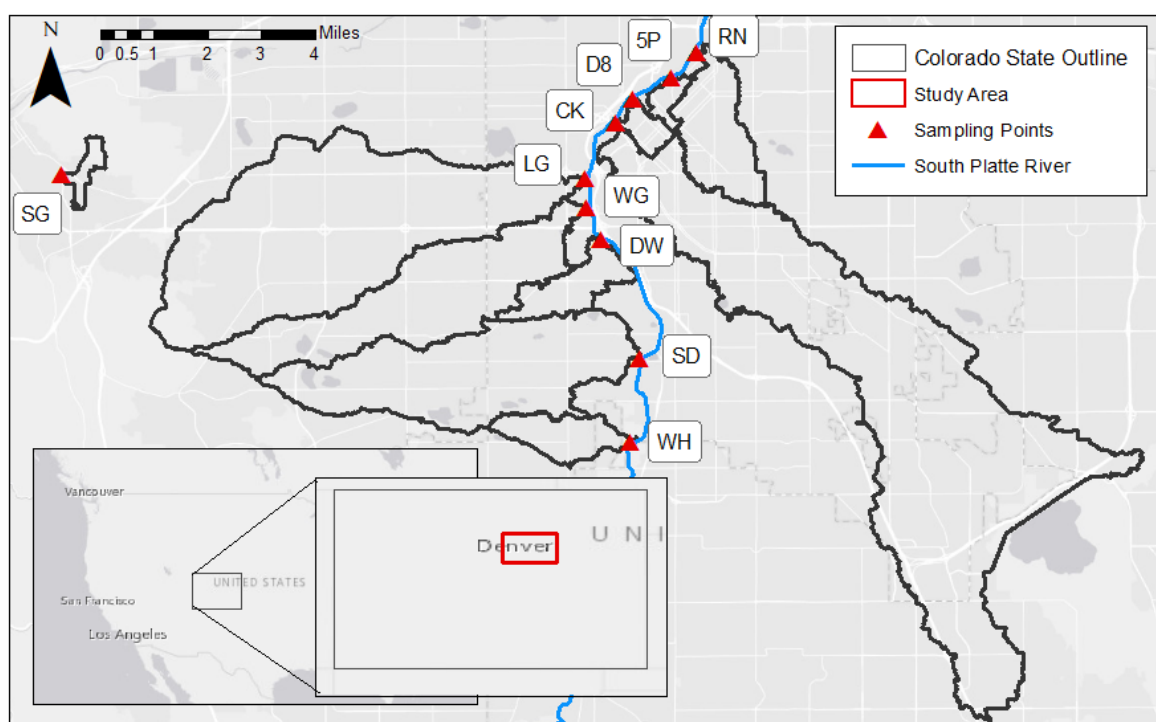 N
Miles
0 0.5 1 2 3 4
5P
RN
D8
CK
LG
SG
WG
DW
SD
WH
Colorado State Outline
Study Area
Sampling Points
South Platte River
Vancouver
UNITED STATES
San Francisco
Los Angeles
Denver
U N I